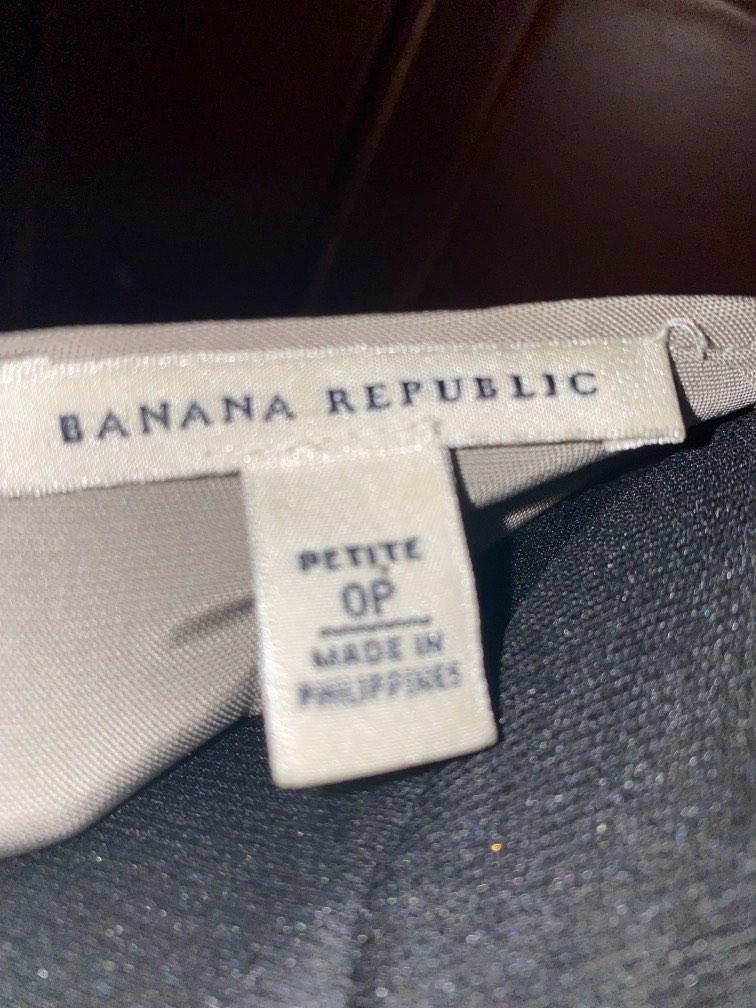 BANANA REPUBLIC
PETITE
0P
MADE IN
PHILIPPINES